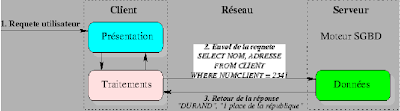 Client
Réseau
Serveur
1. Requete utilisateur
Présentation
2. Envoi de la requete
SELECT NOM, ADRESSE
FROM CLIENT
WHERE NUMCLIENT = 234
Moteur SGBD
Traitements
Données
3. Retour de la réponse
"DURAND", "1 place de la république"